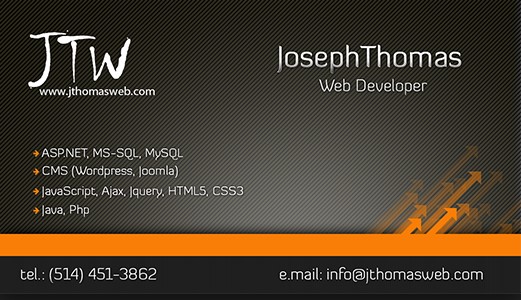 JTW
www.jthomasweb.com
JosephThomas
Web Developer
ASP.NET, MS-SQL, MySQL
CMS (Wordpress, Joomla)
JavaScript, Ajax, Jquery, HTML5, CSS3
Java, Php
tel.: (514) 451-3862
e.mail: info@jthomasweb.com